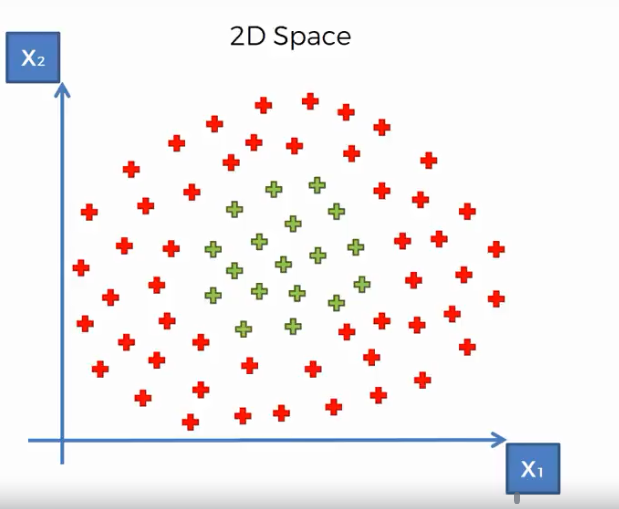 2D Space
X₂
X₁